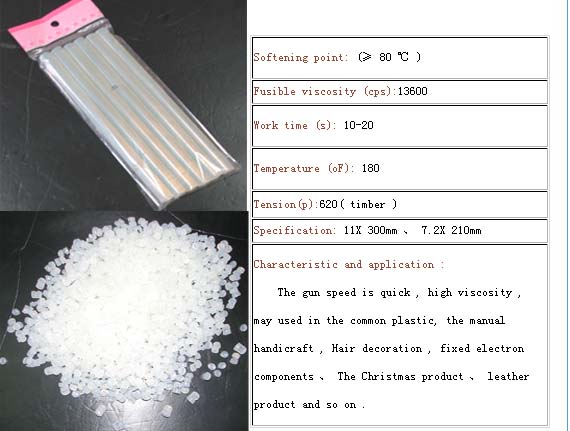 Softening point: (≥ 80 ℃ )
Fusible viscosity (cps):13600
Work time (s): 10-20
Temperature (oF): 180
Tension(p):620( timber )
Specification: 11X 300mm 、 7.2X 210mm
Characteristic and application :
The gun speed is quick , high viscosity ,
may used in the common plastic, the manual
handicraft , Hair decoration , fixed electron
components 、 The Christmas product 、 leather
product and so on .